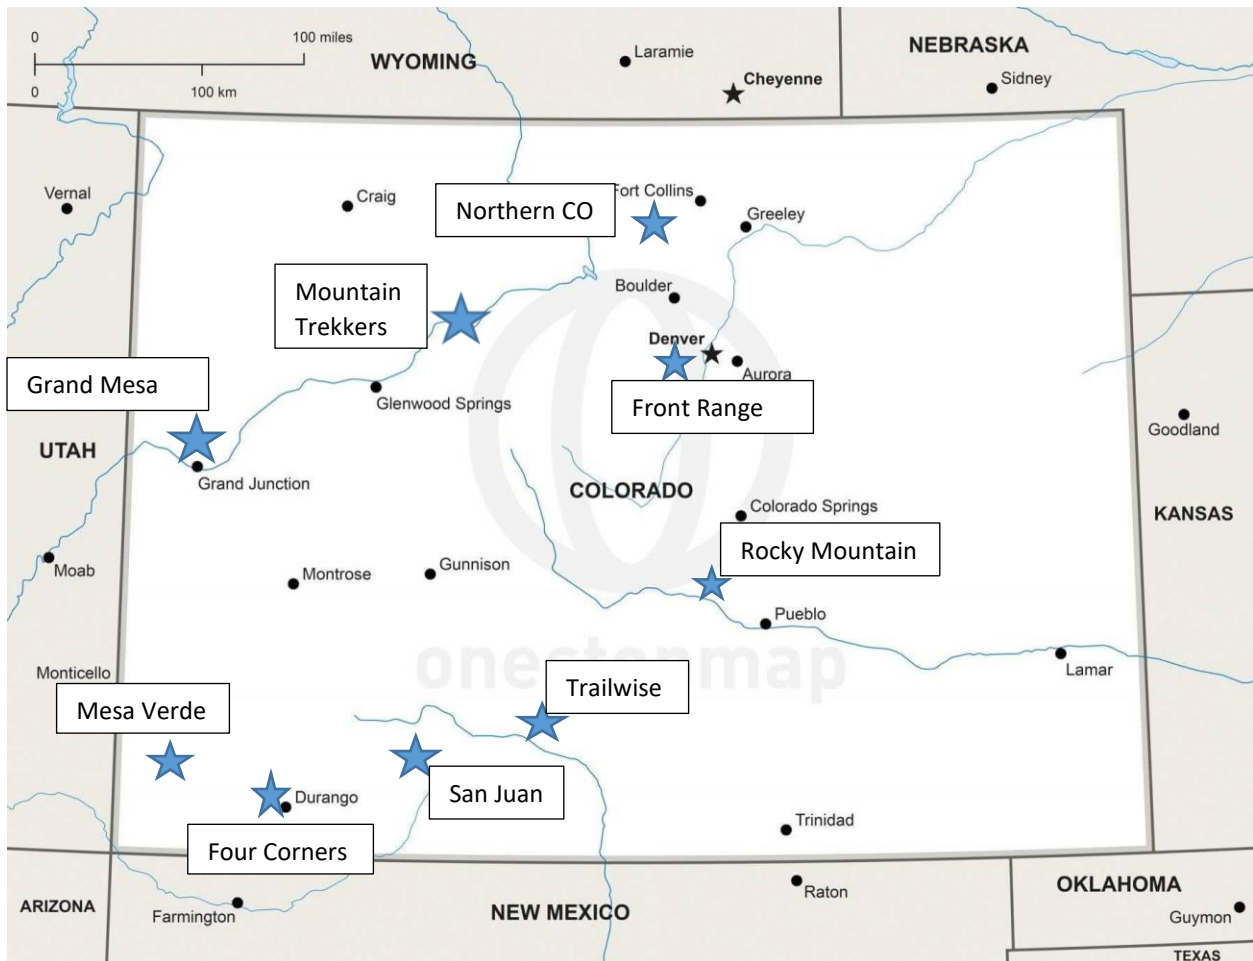 0
100 miles
0
100 km
WYOMING
Laramie
Cheyenne
NEBRASKA
Sidney
Vernal
Craig
Northern CO
Fort Collins
Greeley
Mountain
Trekkers
Boulder
Denver
Aurora
Grand Mesa
Glenwood Springs
Front Range
Goodland
UTAH
Grand Junction
COLORADO
Colorado Springs
KANSAS
Rocky Mountain
Moab
Montrose
Gunnison
Pueblo
onestepmap
Monticello
Lamar
Trailwise
Mesa Verde
San Juan
Durango
Four Corners
Trinidad
ARIZONA
Farmington
NEW MEXICO
Raton
OKLAHOMA
Guymon
TEXAS